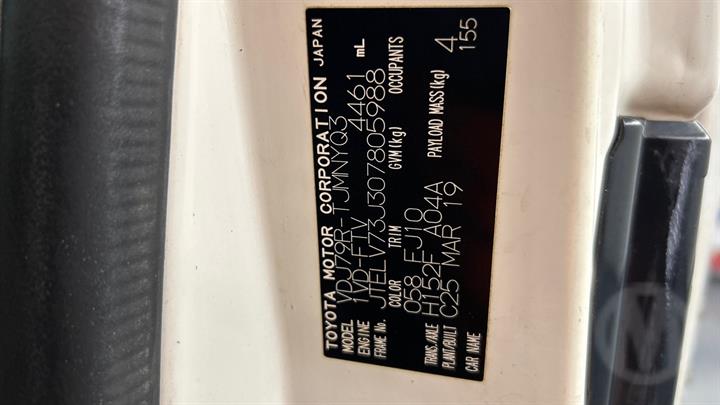 TOYOTA MOTOR CORPORATION JAPAN
MODEL VDJ79R-TJMNYQ3
ENGINE 1VD-FTV 4461 mL
FRAME No. JTELV73J307805988
COLOR TRIM GVM(kg) OCCUPANTS
058 FJ10 4
TRANS./AXLE H152F A04A PAYLOAD MASS(kg) 155
PLANT/BUILT C25 MAR 19
CAR NAME
M